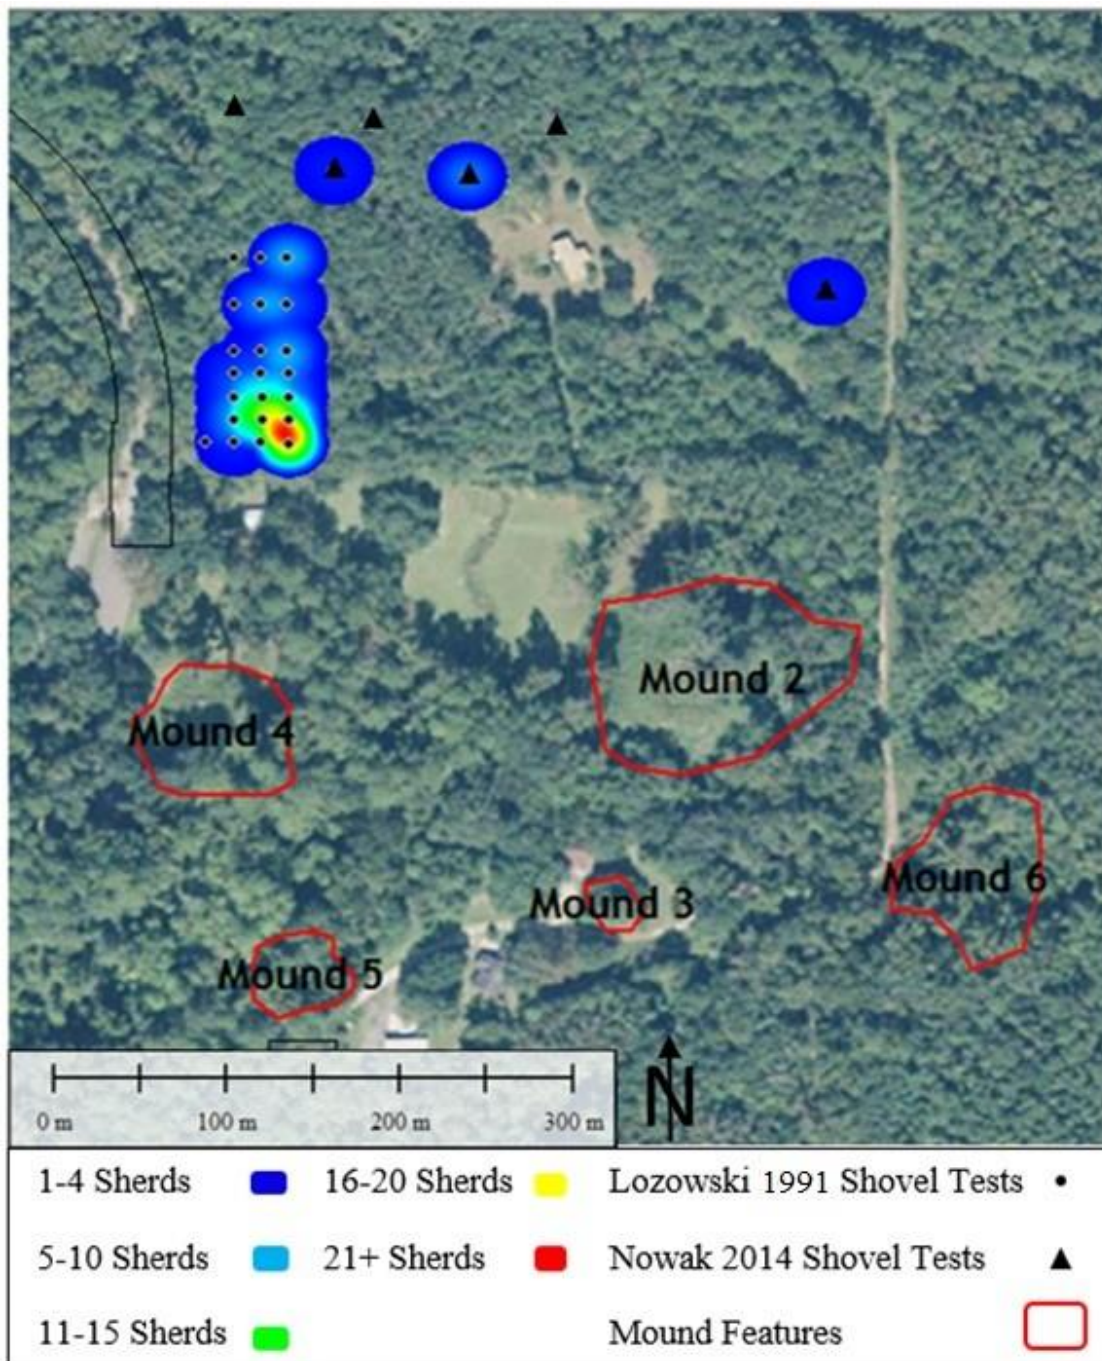 Mound 2
Mound 4
Mound 6
Mound 3
Mound 5
N
0 m 100 m 200 m 300 m
1-4 Sherds 16-20 Sherds Lozowski 1991 Shovel Tests
5-10 Sherds 21+ Sherds Nowak 2014 Shovel Tests
11-15 Sherds Mound Features